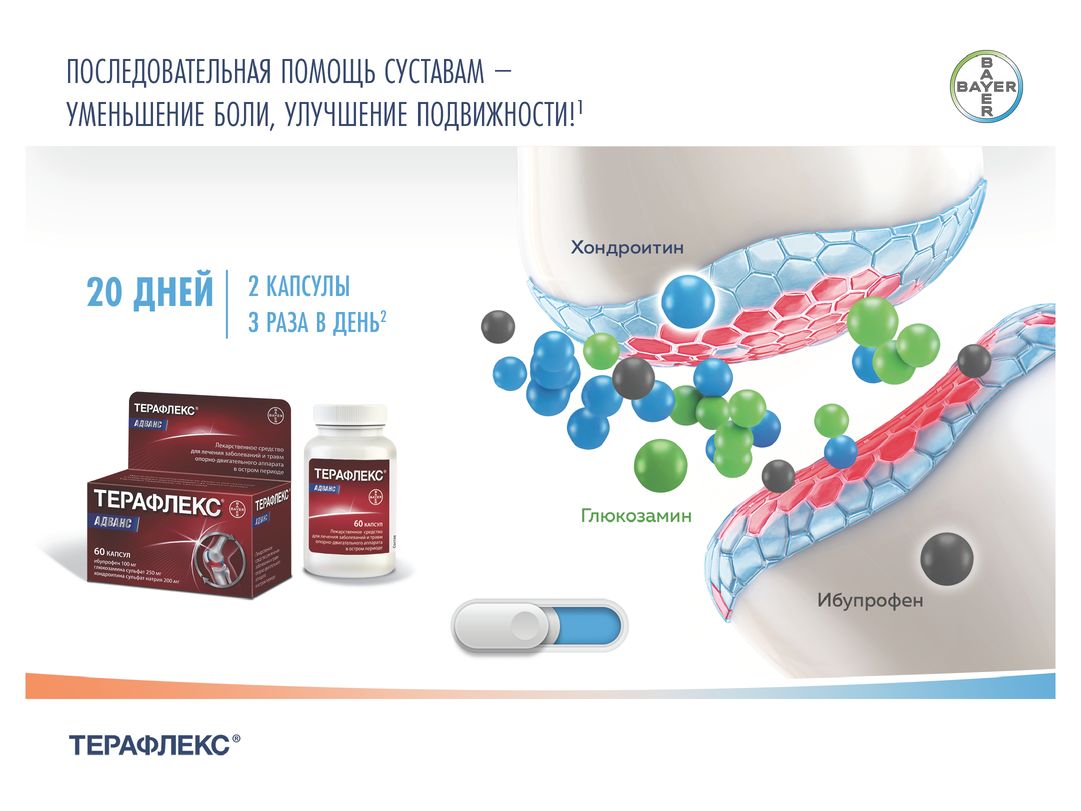 ПОСЛЕДОВАТЕЛЬНАЯ ПОМОЩЬ СУСТАВАМ –
УМЕНЬШЕНИЕ БОЛИ, УЛУЧШЕНИЕ ПОДВИЖНОСТИ!¹
BAYER
BAYER
20 ДНЕЙ
2 КАПСУЛЫ
3 РАЗА В ДЕНЬ²
Хондроитин
Глюкозамин
Ибупрофен
ТЕРАФЛЕКС®
АДВАНС
Лекарственное средство
для лечения заболеваний и травм
опорно-двигательного аппарата
в остром периоде
ТЕРАФЛЕКС®
АДВАНС
60 КАПСУЛ
ибупрофен 100 мг
глюкозамина сульфат 250 мг
хондроитина сульфат натрия 200 мг
ТЕРАФЛЕКС®
АДВАНС
ТЕРАФЛЕКС®
АДВАНС
60 КАПСУЛ
Лекарственное средство
для лечения заболеваний и травм
опорно-двигательного аппарата
в остром периоде
ТЕРАФЛЕКС®